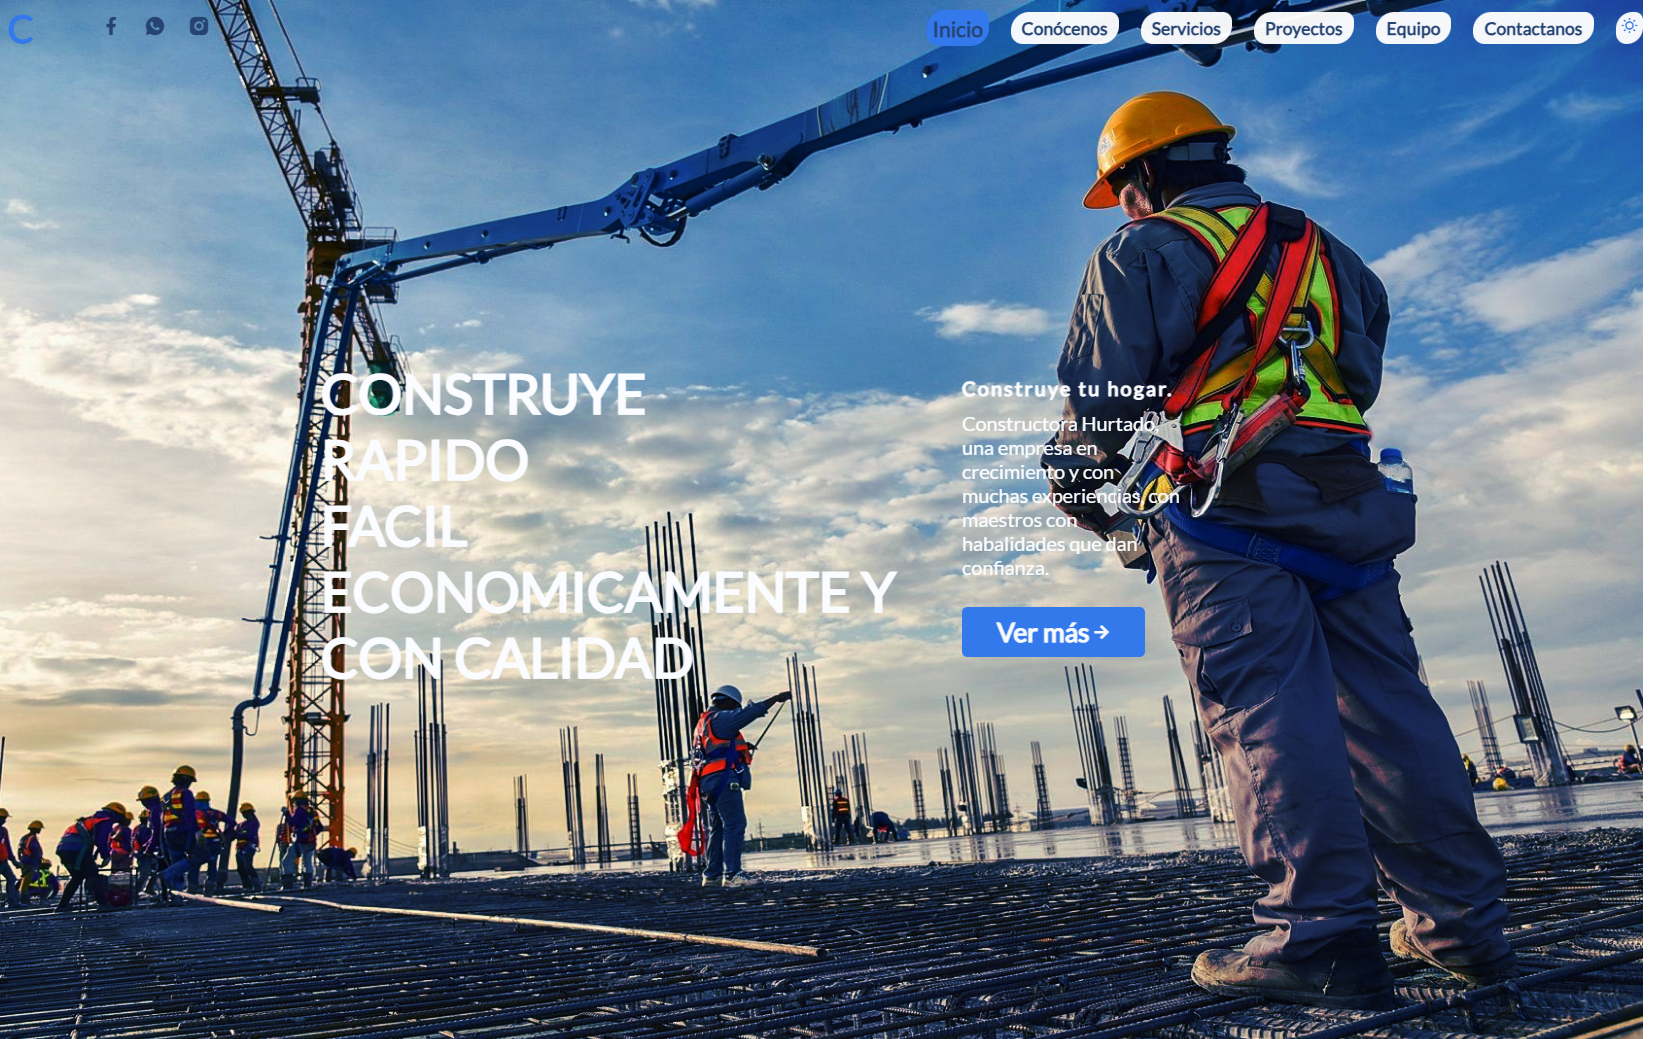 C
Inicio
Conócenos
Servicios
Proyectos
Equipo
Contactanos
CONSTRUYE
RAPIDO
FACIL
ECONOMICAMENTE Y
CON CALIDAD
Construye tu hogar.
Constructora Hurtado,
una empresa en
crecimiento y con
muchas experiencias, con
maestros con
habalidades que dan
confianza.
Ver más